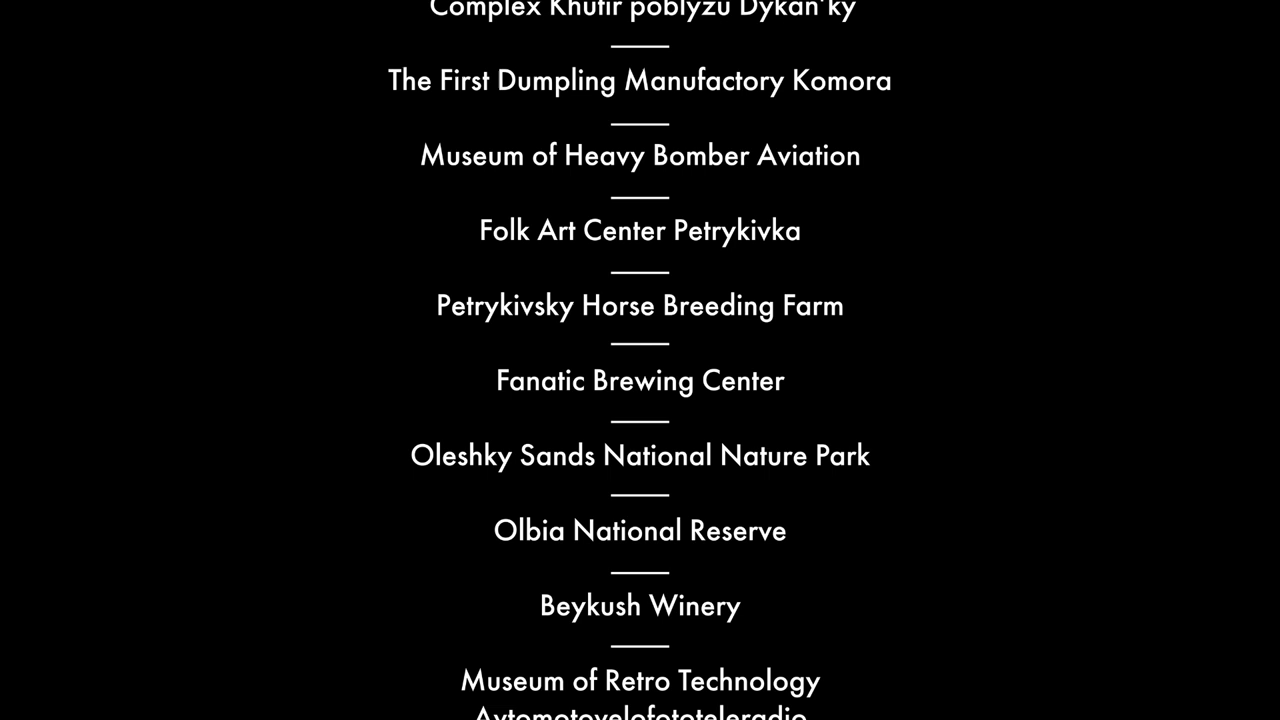 Complex Khutir poblyzu Dykan'ky
The First Dumpling Manufactory Komora
Museum of Heavy Bomber Aviation
Folk Art Center Petrykivka
Petrykivsky Horse Breeding Farm
Fanatic Brewing Center
Oleshky Sands National Nature Park
Olbia National Reserve
Beykush Winery
Museum of Retro Technology
Avtomotovelofototeleradio